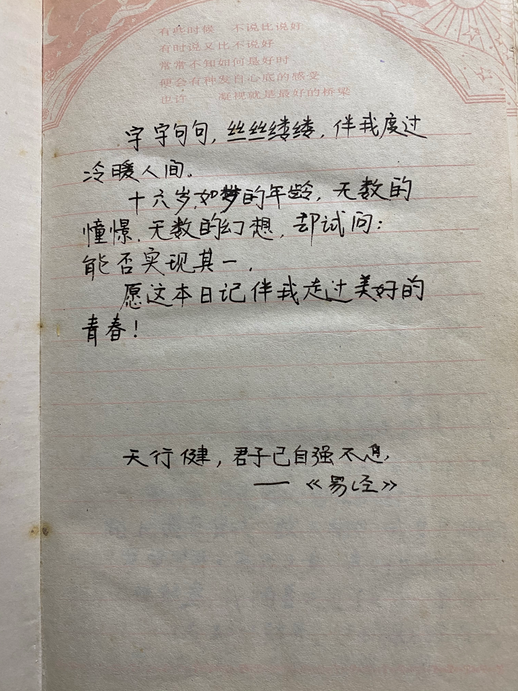 有些时候 不说比说好
有时说又比不说好
常常不知如何是好时
便会有种发自心底的感受
也许 凝视就是最好的桥梁
字字句句，丝丝缕缕，伴我度过
冷暖人间。
十六岁如梦的年龄，无数的
憧憬，无数的幻想，却试问：
能否实现其一，
愿这本日记伴我走过美好的
青春！
天行健，君子已自强不息，
——《易经》